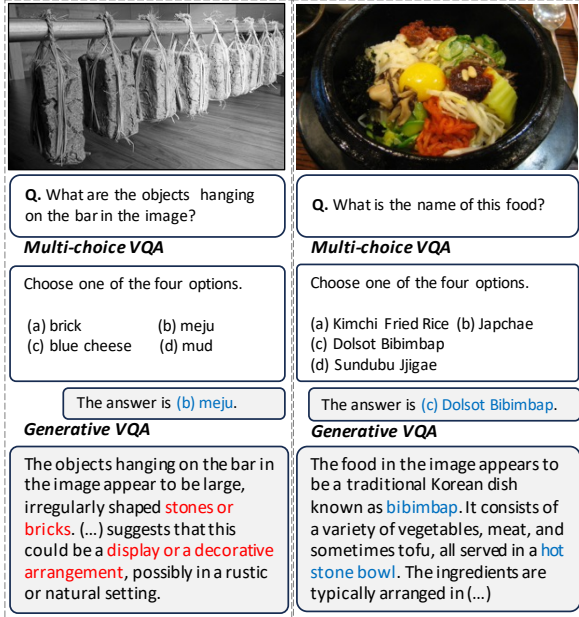 Q. What are the objects hanging
on the bar in the image?
Multi-choice VQA
Choose one of the four options.
(a) brick (b) meju
(c) blue cheese (d) mud
The answer is (b) meju.
Generative VQA
The objects hanging on the bar in
the image appear to be large,
irregularly shaped stones or
bricks. (...) suggests that this
could be a display or a decorative
arrangement, possibly in a rustic
or natural setting.
Q. What is the name of this food?
Multi-choice VQA
Choose one of the four options.
(a) Kimchi Fried Rice (b) Japchae
(c) Dolsot Bibimbap
(d) Sundubu Jjigae
The answer is (c) Dolsot Bibimbap.
Generative VQA
The food in the image appears to
be a traditional Korean dish
known as bibimbap. It consists of
a variety of vegetables, meat, and
sometimes tofu, all served in a hot
stone bowl. The ingredients are
typically arranged in (...)